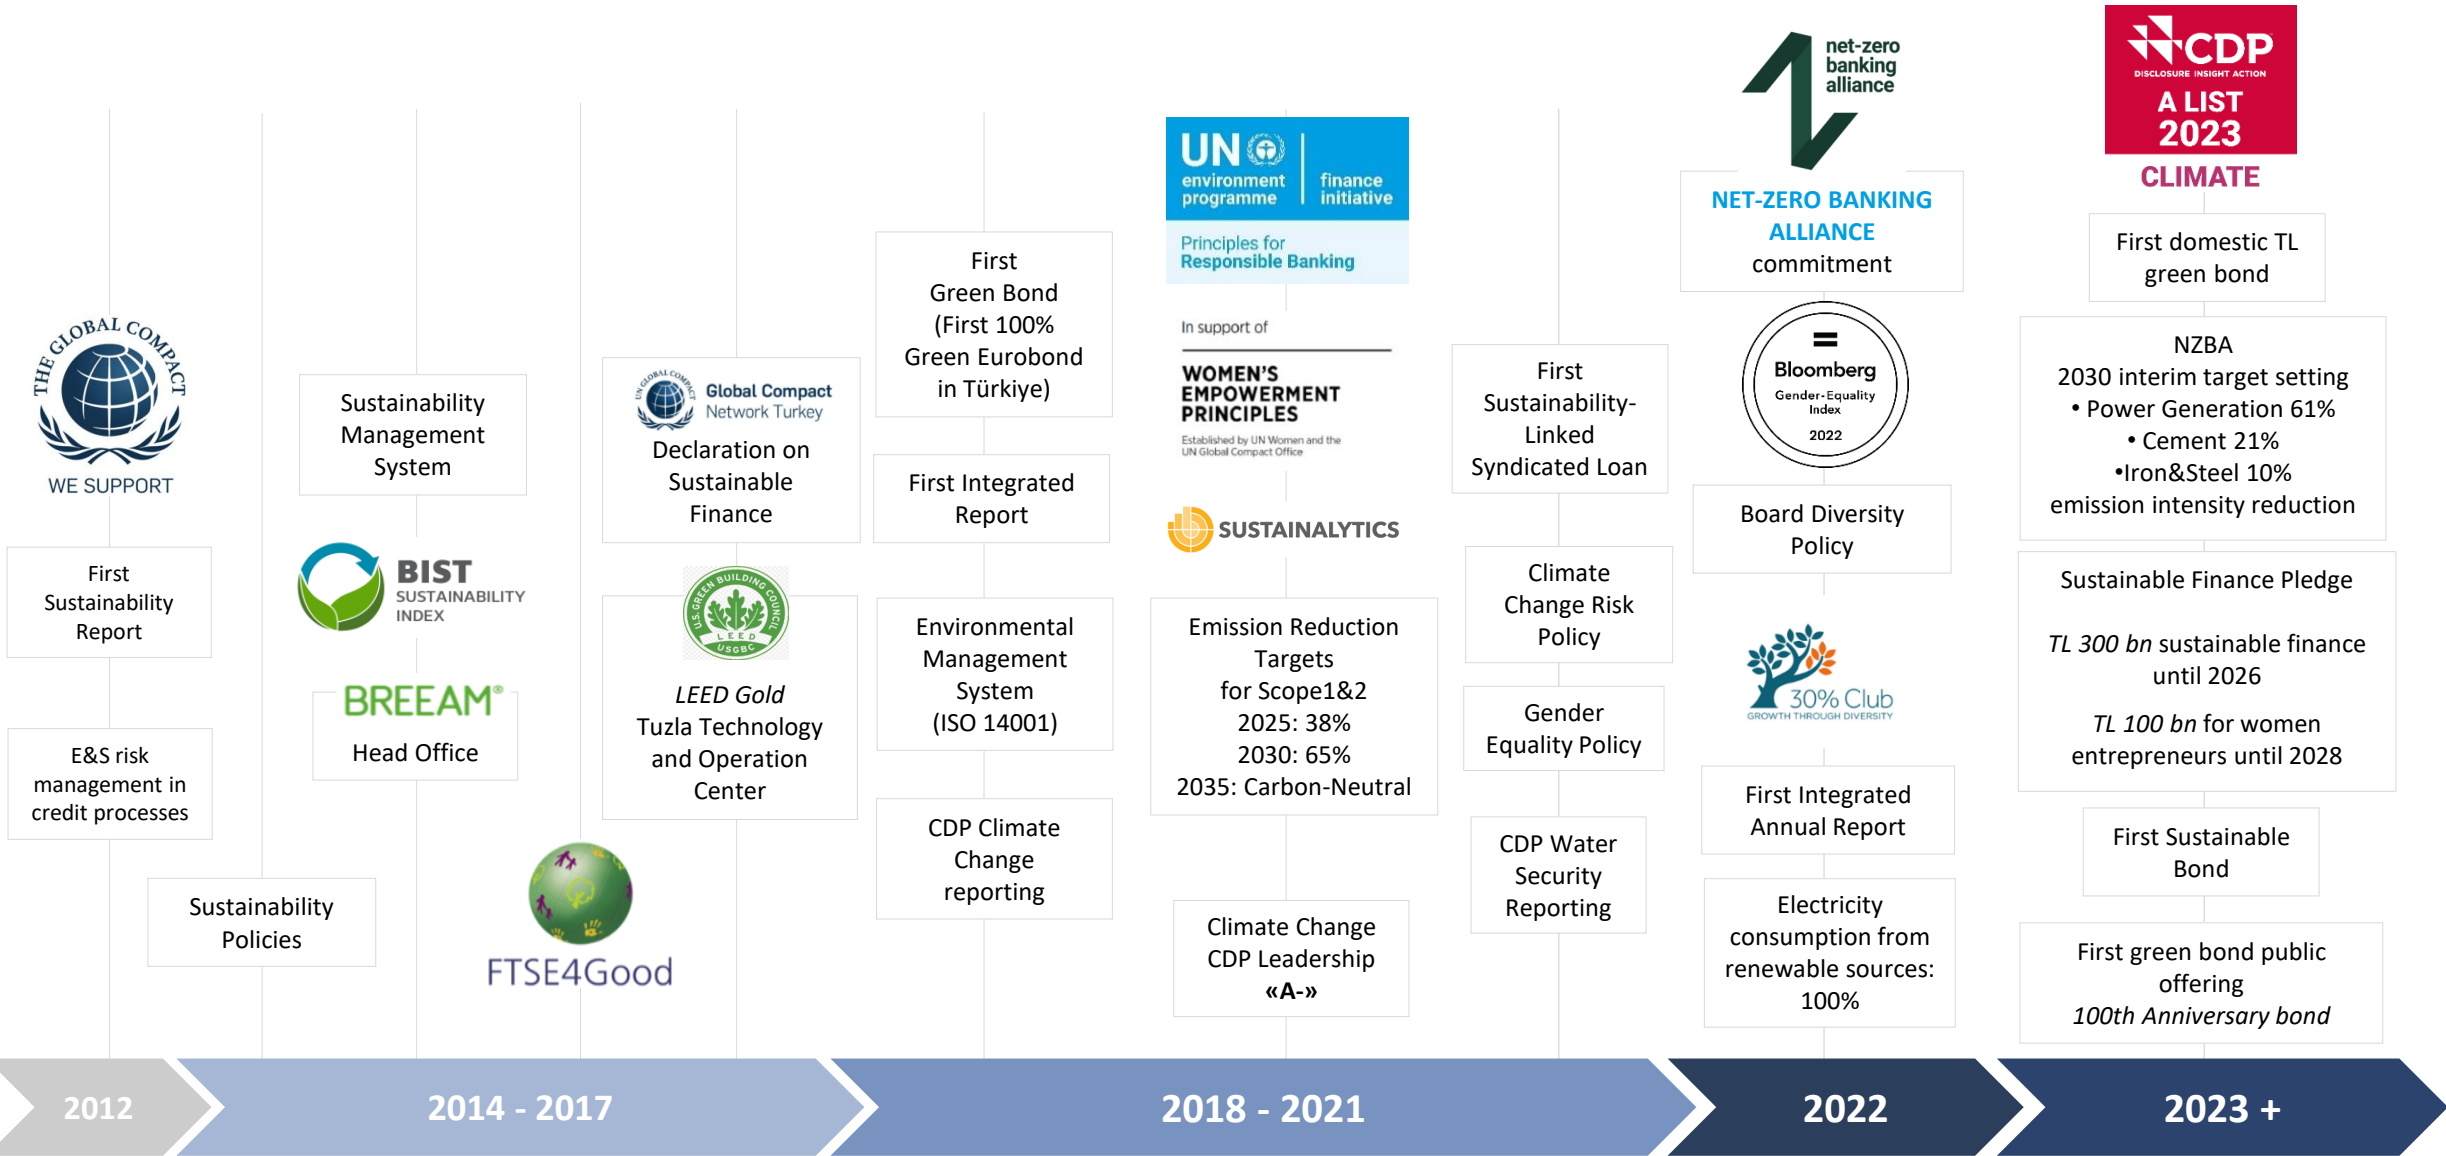 THE GLOBAL COMPACT
WE SUPPORT
First
Sustainability
Report
E&S risk
management in
credit processes
Sustainability
Policies
Sustainability
Management
System
BIST
SUSTAINABILITY
INDEX
BREEAM®
Head Office
FTSE4Good
UN GLOBAL COMPACT
Global Compact
Network Turkey
Declaration on
Sustainable
Finance
U.S. GREEN BUILDING COUNCIL
LEED
USGBC
LEED Gold
Tuzla Technology
and Operation
Center
First
Green Bond
(First 100%
Green Eurobond
in Türkiye)
First Integrated
Report
Environmental
Management
System
(ISO 14001)
CDP Climate
Change
reporting
UN
environment
programme
finance
initiative
Principles for
Responsible Banking
In support of
WOMEN'S
EMPOWERMENT
PRINCIPLES
Established by UN Women and the
UN Global Compact Office
SUSTAINALYTICS
Emission Reduction
Targets
for Scope1&2
2025: 38%
2030: 65%
2035: Carbon-Neutral
Climate Change
CDP Leadership
«A-»
First
Sustainability-
Linked
Syndicated Loan
Climate
Change Risk
Policy
Gender
Equality Policy
CDP Water
Security
Reporting
net-zero
banking
alliance
NET-ZERO BANKING
ALLIANCE
commitment
Bloomberg
Gender-Equality
Index
2022
Board Diversity
Policy
30% Club
GROWTH THROUGH DIVERSITY
First Integrated
Annual Report
Electricity
consumption from
renewable sources:
100%
CDP
DISCLOSURE INSIGHT ACTION
A LIST
2023
CLIMATE
First domestic TL
green bond
NZBA
2030 interim target setting
• Power Generation 61%
• Cement 21%
•Iron&Steel 10%
emission intensity reduction
Sustainable Finance Pledge
TL 300 bn sustainable finance
until 2026
TL 100 bn for women
entrepreneurs until 2028
First Sustainable
Bond
First green bond public
offering
100th Anniversary bond
2012
2014 - 2017
2018 - 2021
2022
2023 +